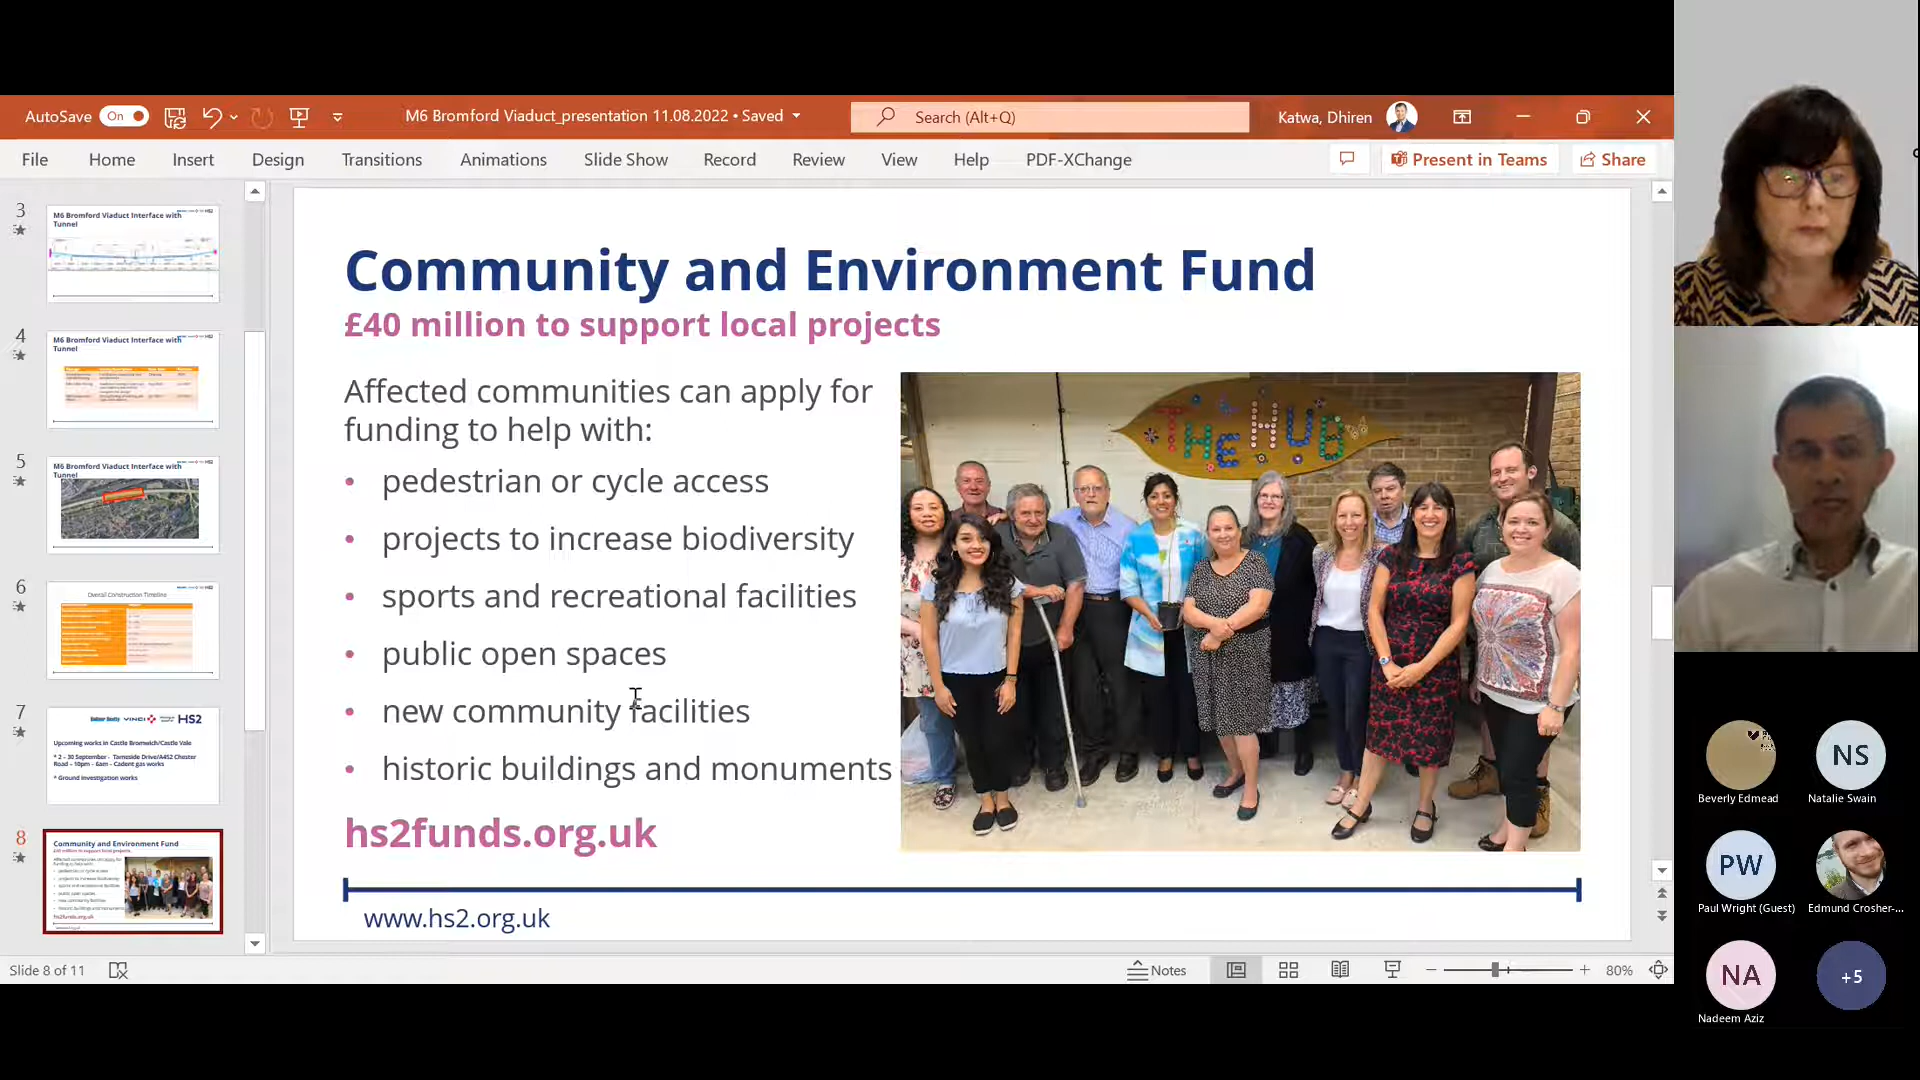 AutoSave On
M6 Bromford Viaduct_presentation 11.08.2022 • Saved
Search (Alt+Q)
Katwa, Dhiren
File Home Insert Design Transitions Animations Slide Show Record Review View Help PDF-XChange
Present in Teams
Share
3
M6 Bromford Viaduct Interface with
Tunnel
4
M6 Bromford Viaduct Interface with
Tunnel
5
M6 Bromford Viaduct Interface with
Tunnel
6
Overall Construction Timeline
7
Balfour Beatty VINCI HS2
Upcoming works in Castle Bromwich/Castle Vale
* 2 – 30 September - Tameside Drive/A452 Chester
Road – 10pm – 6am – Cadent gas works
* Ground investigation works
8
Community and Environment Fund
£40 million to support local projects
Affected communities can apply for
funding to help with:
• pedestrian or cycle access
• projects to increase biodiversity
• sports and recreational facilities
• public open spaces
• new community facilities
• historic buildings and monuments
hs2funds.org.uk
Community and Environment Fund
£40 million to support local projects
Affected communities can apply for
funding to help with:
• pedestrian or cycle access
• projects to increase biodiversity
• sports and recreational facilities
• public open spaces
• new community facilities
• historic buildings and monuments
hs2funds.org.uk
www.hs2.org.uk
THE HUB
Slide 8 of 11
Notes
80%
Beverly Edmead
NS
Natalie Swain
PW
Paul Wright (Guest)
Edmund Crosher-...
NA
Nadeem Aziz
+5